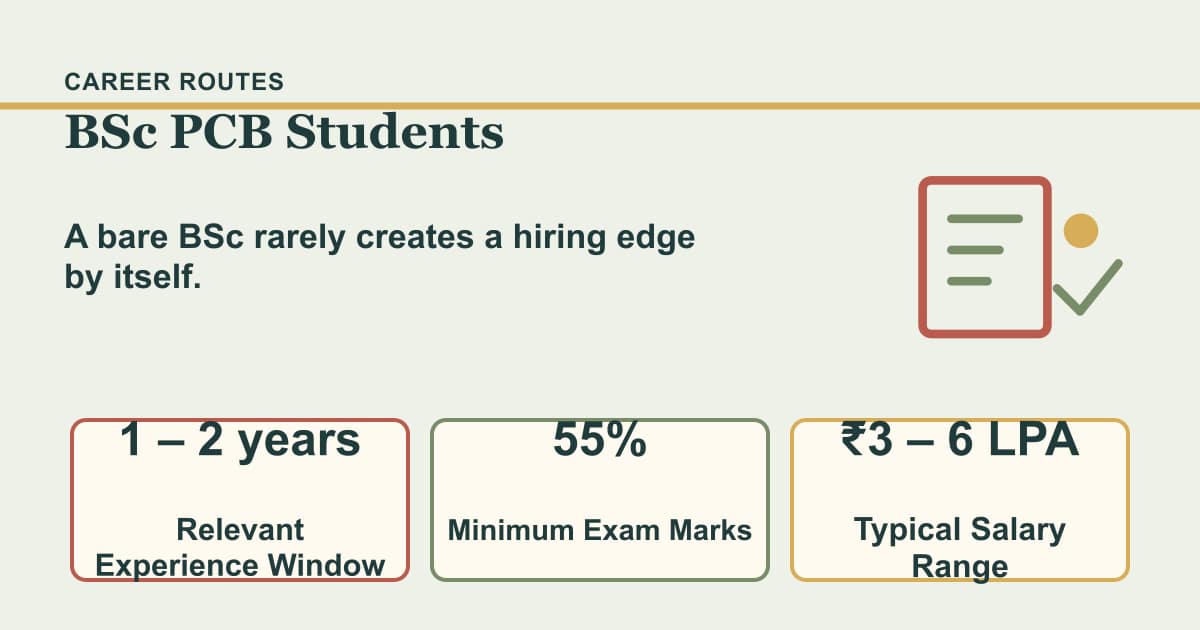 CAREER ROUTES
BSc PCB Students
A bare BSc rarely creates a hiring edge
by itself.
1 – 2 years
Relevant
Experience Window
55%
Minimum Exam Marks
₹3 – 6 LPA
Typical Salary
Range